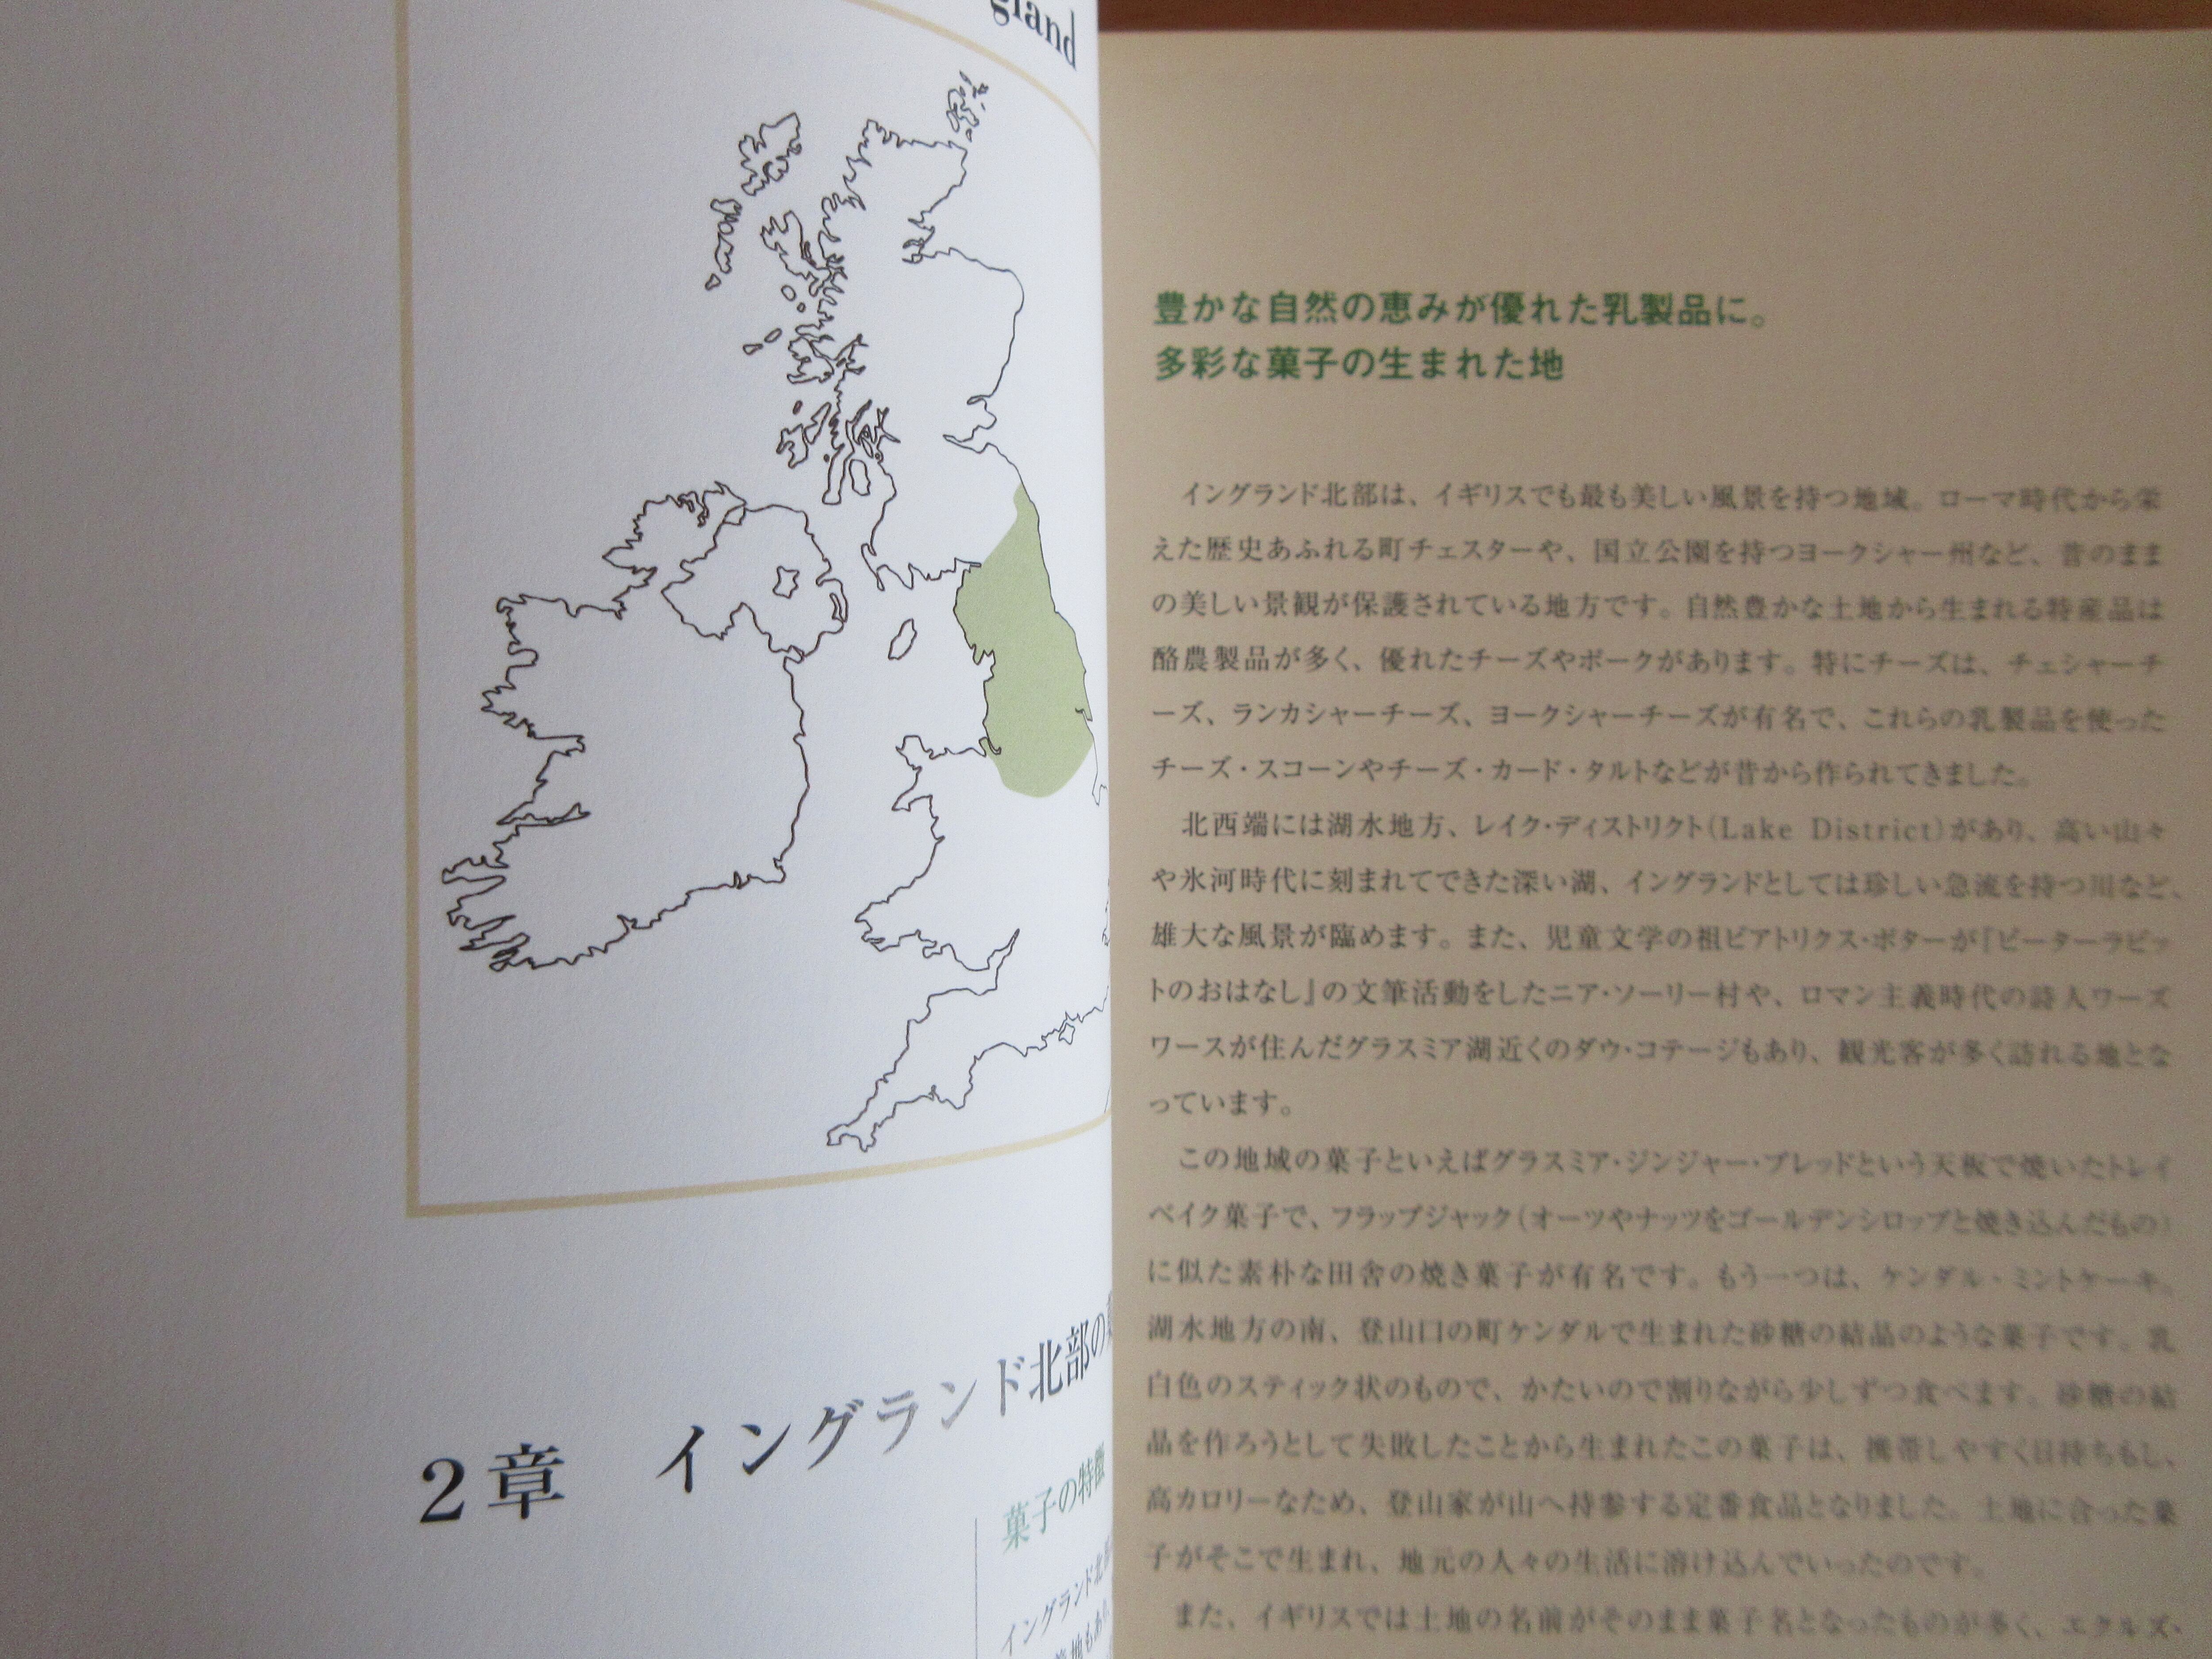 gland
2章　イングランド北部の
菓子の特徴
イングランド北
豊かな自然の恵みが優れた乳製品に。
多彩な菓子の生まれた地
イングランド北部は、イギリスでも最も美しい風景を持つ地域。ローマ時代から栄
えた歴史あふれる町チェスターや、国立公園を持つヨークシャー州など、昔のまま
の美しい景観が保護されている地方です。自然豊かな土地から生まれる特産品は
酪農製品が多く、優れたチーズやポークがあります。特にチーズは、チェシャーチ
ーズ、ランカシャーチーズ、ヨークシャーチーズが有名で、これらの乳製品を使った
チーズ・スコーンやチーズ・カード・タルトなどが昔から作られてきました。
北西端には湖水地方、レイク・ディストリクト（Lake District）があり、高い山々
や氷河時代に刻まれてできた深い湖、イングランドとしては珍しい急流を持つ川など、
雄大な風景が臨めます。また、児童文学の祖ビアトリクス・ポターが『ピーターラビッ
トのおはなし』の文筆活動をしたニア・ソーリー村や、ロマン主義時代の詩人ワーズ
ワースが住んだグラスミア湖近くのダウ・コテージもあり、観光客が多く訪れる地とな
っています。
この地域の菓子といえばグラスミア・ジンジャー・ブレッドという天板で焼いたトレイ
ベイク菓子で、フラップジャック（オーツやナッツをゴールデンシロップと焼き込んだもの）
に似た素朴な田舎の焼き菓子が有名です。もう一つは、ケンダル・ミントケーキ。
湖水地方の南、登山口の町ケンダルで生まれた砂糖の結晶のような菓子です。乳
白色のスティック状のもので、かたいので割りながら少しずつ食べます。砂糖の結
晶を作ろうとして失敗したことから生まれたこの菓子は、携帯しやすく日持ちもし、
高カロリーなため、登山家が山へ持参する定番食品となりました。土地に合った菓
子がそこで生まれ、地元の人々の生活に溶け込んでいったのです。
また、イギリスでは土地の名前がそのまま菓子名となったものが多く、エクルズ・